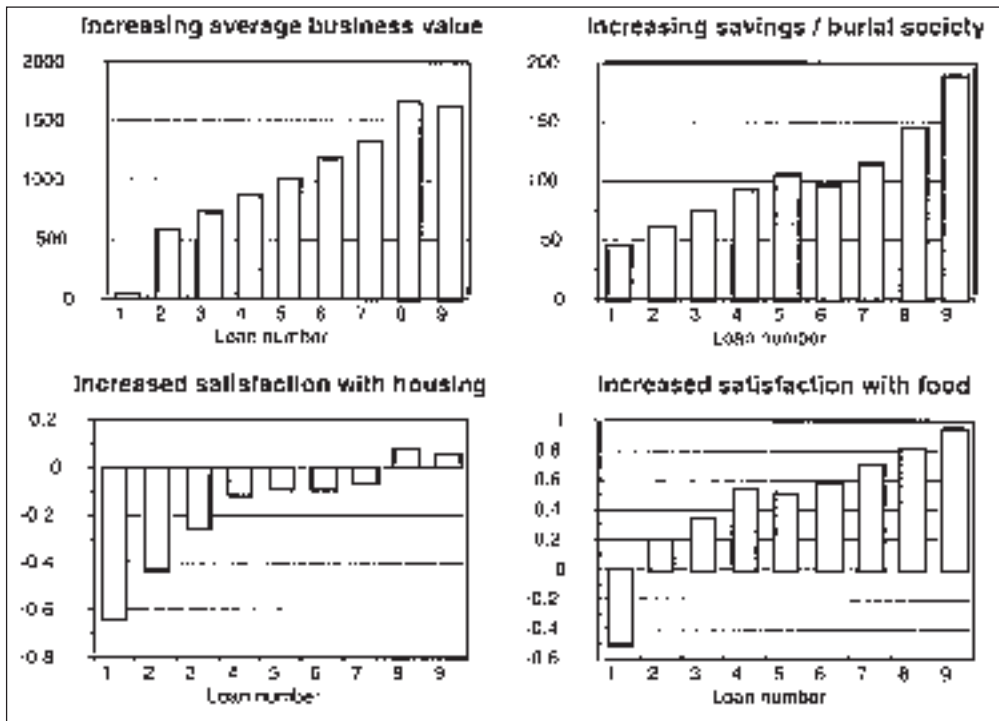 Increasing average business value
2000
1500
1000
500
0
1 2 3 4 5 6 7 8 9
Loan number
Increasing savings / burial society
200
150
100
50
0
1 2 3 4 5 6 7 8 9
Loan number
Increased satisfaction with housing
0.2
0
-0.2
-0.4
-0.6
-0.8
1 2 3 4 5 6 7 8 9
Loan number
Increased satisfaction with food
1
0.8
0.6
0.4
0.2
0
-0.2
-0.4
-0.6
1 2 3 4 5 6 7 8 9
Loan number